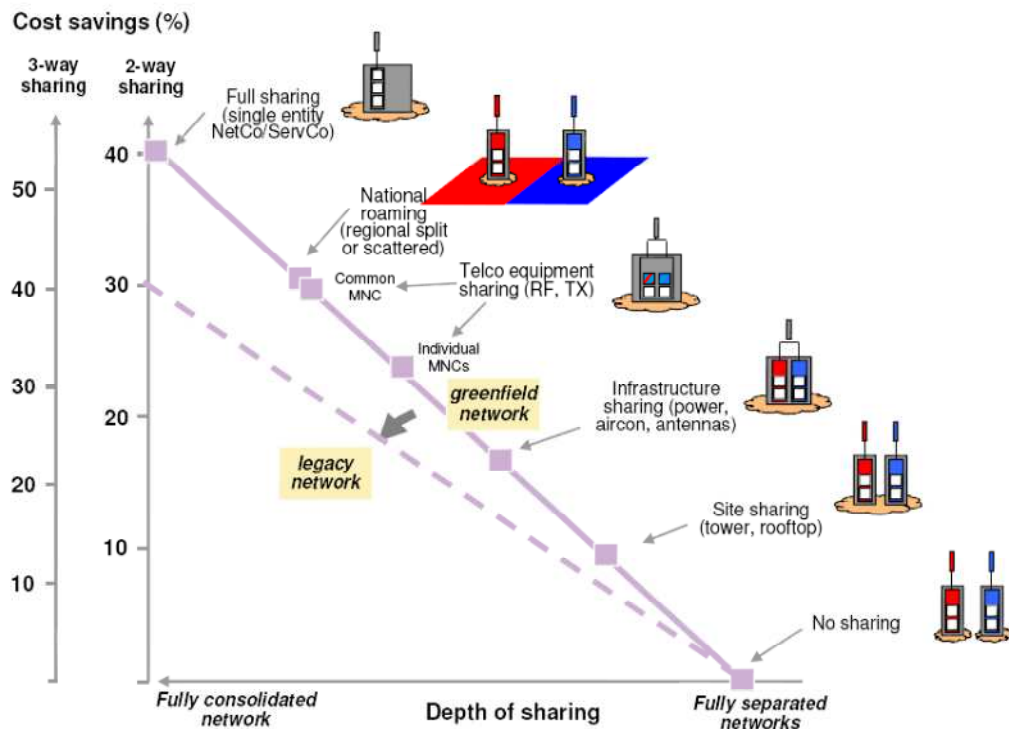 Cost savings (%)
3-way
sharing
2-way
sharing
Full sharing
(single entity
NetCo/ServCo)
40
50
National
roaming
(regional split
or scattered)
Common
MNC
Telco equipment
sharing (RF, TX)
30
40
Individual
MNCs
greenfield
network
Infrastructure
sharing (power,
aircon, antennas)
30
20
legacy
network
20
Site sharing
(tower, rooftop)
10
10
No sharing
Fully consolidated
network
Depth of sharing
Fully separated
networks